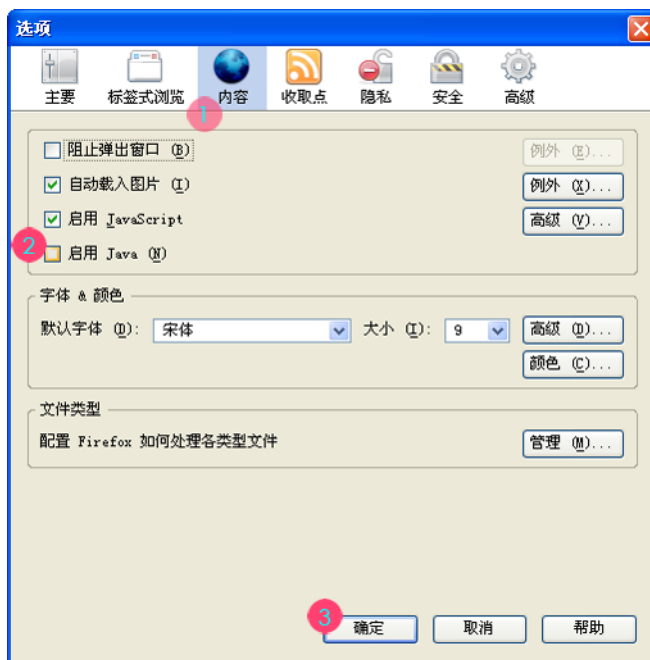 选项
主要 标签式浏览 内容 收取点 隐私 安全 高级
1
阻止弹出窗口 (B) 例外 (E)...
自动载入图片 (I) 例外 (X)...
启用 JavaScript 高级 (V)...
2 启用 Java (N)
字体 & 颜色
默认字体 (D): 宋体 大小 (I): 9 高级 (D)...
颜色 (C)...
文件类型
配置 Firefox 如何处理各类型文件 管理 (M)...
3 确定 取消 帮助